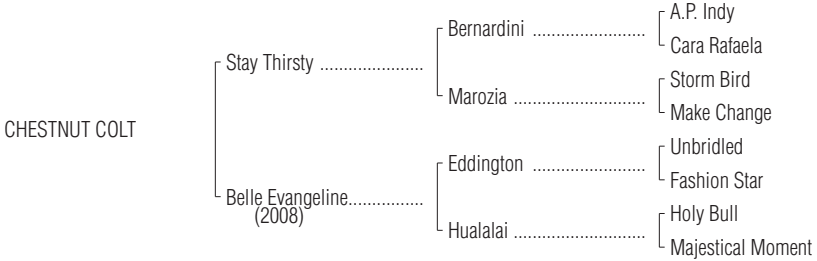 A.P. Indy
Bernardini ........................
Cara Rafaela
Stay Thirsty ......................
Storm Bird
Marozia ............................
Make Change
CHESTNUT COLT
Unbridled
Eddington ........................
Fashion Star
Belle Evangeline................
(2008)
Holy Bull
Hualalai ............................
Majestical Moment